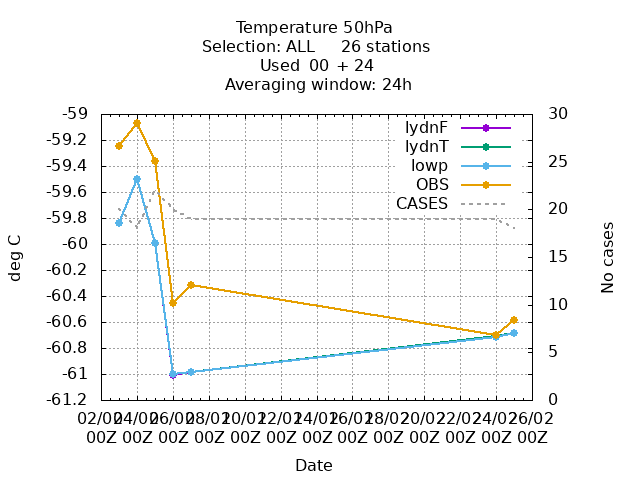 Temperature 50hPa
Selection: ALL     26 stations
Used  00  + 24
Averaging window: 24h
-59
-59.2
-59.4
-59.6
-59.8
-60
-60.2
-60.4
-60.6
-60.8
-61
-61.2
30
25
20
15
10
5
0
deg C
No cases
lydnF
lydnT
lowp
OBS
CASES
02/02 04/02 06/02 08/02 10/02 12/02 14/02 16/02 18/02 20/02 22/02 24/02 26/02
00Z 00Z 00Z 00Z 00Z 00Z 00Z 00Z 00Z 00Z 00Z 00Z 00Z
Date